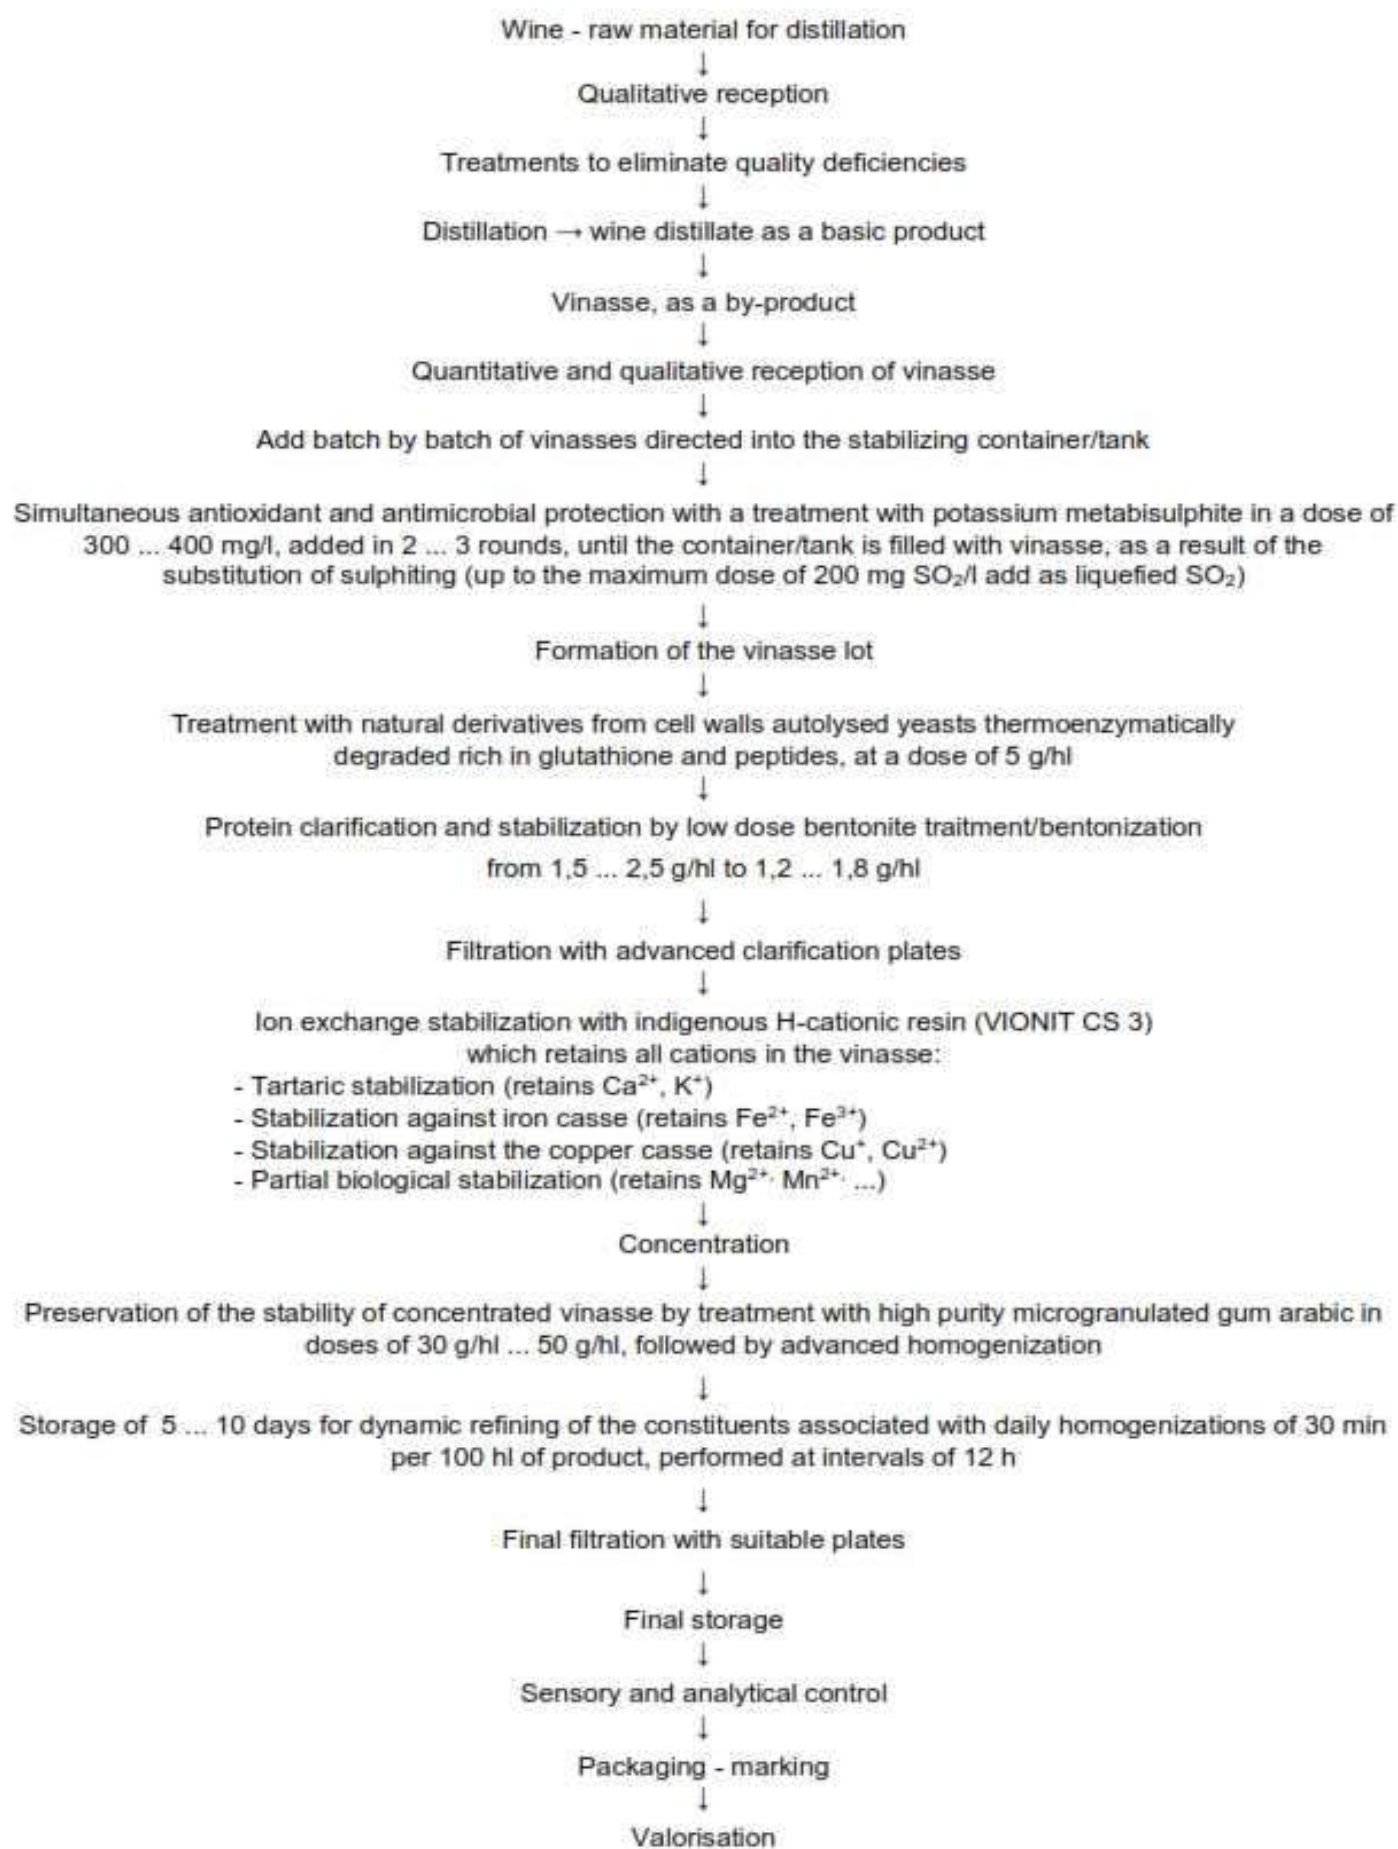 Wine - raw material for distillation
↓
Qualitative reception
↓
Treatments to eliminate quality deficiencies
↓
Distillation → wine distillate as a basic product
↓
Vinasse, as a by-product
↓
Quantitative and qualitative reception of vinasse
↓
Add batch by batch of vinasses directed into the stabilizing container/tank
↓
Simultaneous antioxidant and antimicrobial protection with a treatment with potassium metabisulphite in a dose of
300 ... 400 mg/l, added in 2 ... 3 rounds, until the container/tank is filled with vinasse, as a result of the
substitution of sulphiting (up to the maximum dose of 200 mg SO₂/l add as liquefied SO₂)
↓
Formation of the vinasse lot
↓
Treatment with natural derivatives from cell walls autolysed yeasts thermoenzymatically
degraded rich in glutathione and peptides, at a dose of 5 g/hl
↓
Protein clarification and stabilization by low dose bentonite traitment/bentonization
from 1,5 ... 2,5 g/hl to 1,2 ... 1,8 g/hl
↓
Filtration with advanced clarification plates
↓
Ion exchange stabilization with indigenous H-cationic resin (VIONIT CS 3)
which retains all cations in the vinasse:
- Tartaric stabilization (retains Ca²⁺, K⁺)
- Stabilization against iron casse (retains Fe²⁺, Fe³⁺)
- Stabilization against the copper casse (retains Cu⁺, Cu²⁺)
- Partial biological stabilization (retains Mg²⁺, Mn²⁺, ...)
↓
Concentration
↓
Preservation of the stability of concentrated vinasse by treatment with high purity microgranulated gum arabic in
doses of 30 g/hl ... 50 g/hl, followed by advanced homogenization
↓
Storage of 5 ... 10 days for dynamic refining of the constituents associated with daily homogenizations of 30 min
per 100 hl of product, performed at intervals of 12 h
↓
Final filtration with suitable plates
↓
Final storage
↓
Sensory and analytical control
↓
Packaging - marking
↓
Valorisation